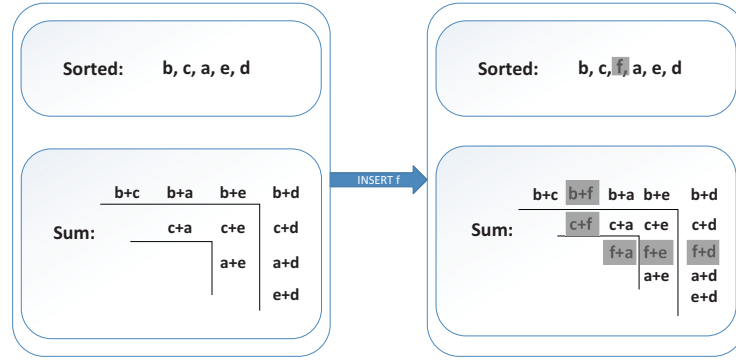 Sorted: b, c, a, e, d
b+c b+a b+e b+d
Sum: c+a c+e c+d
a+e a+d
e+d
INSERT f
Sorted: b, c, f, a, e, d
b+c b+f b+a b+e b+d
Sum: c+f c+a c+e c+d
f+a f+e f+d
a+e a+d
e+d